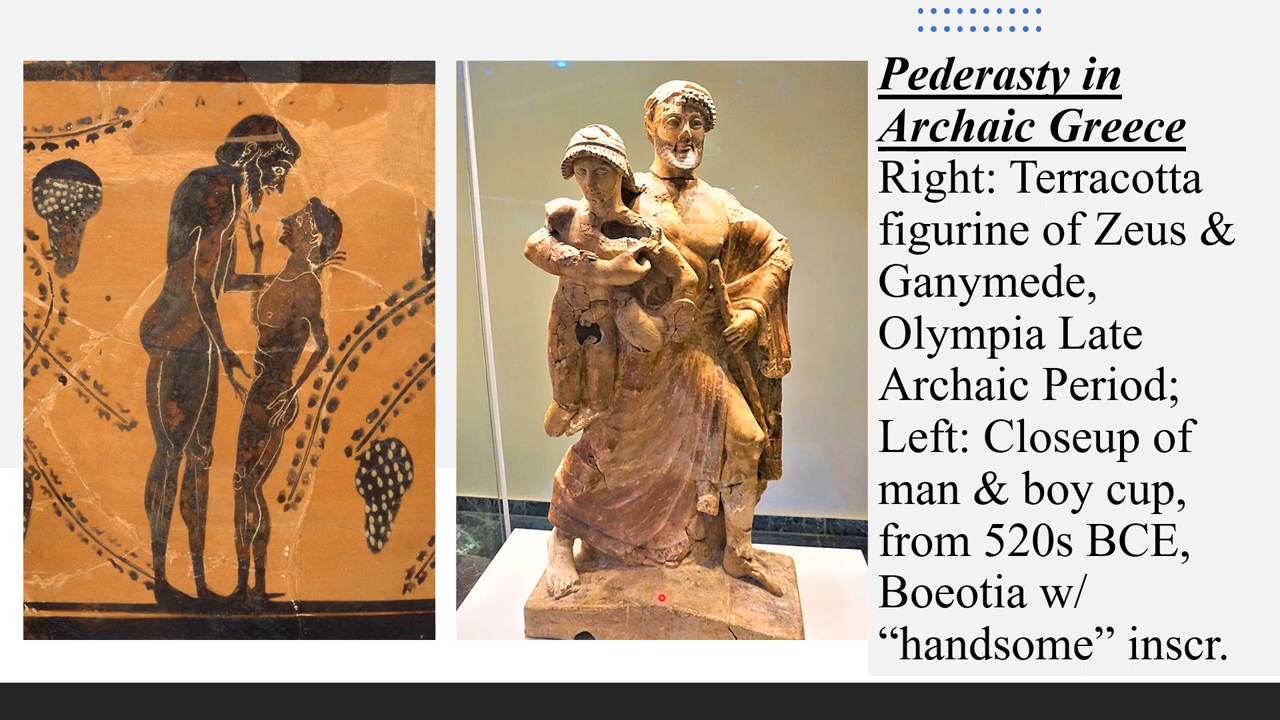 Pederasty in
Archaic Greece
Right: Terracotta
figurine of Zeus &
Ganymede,
Olympia Late
Archaic Period;
Left: Closeup of
man & boy cup,
from 520s BCE,
Boeotia w/
“handsome” inscr.